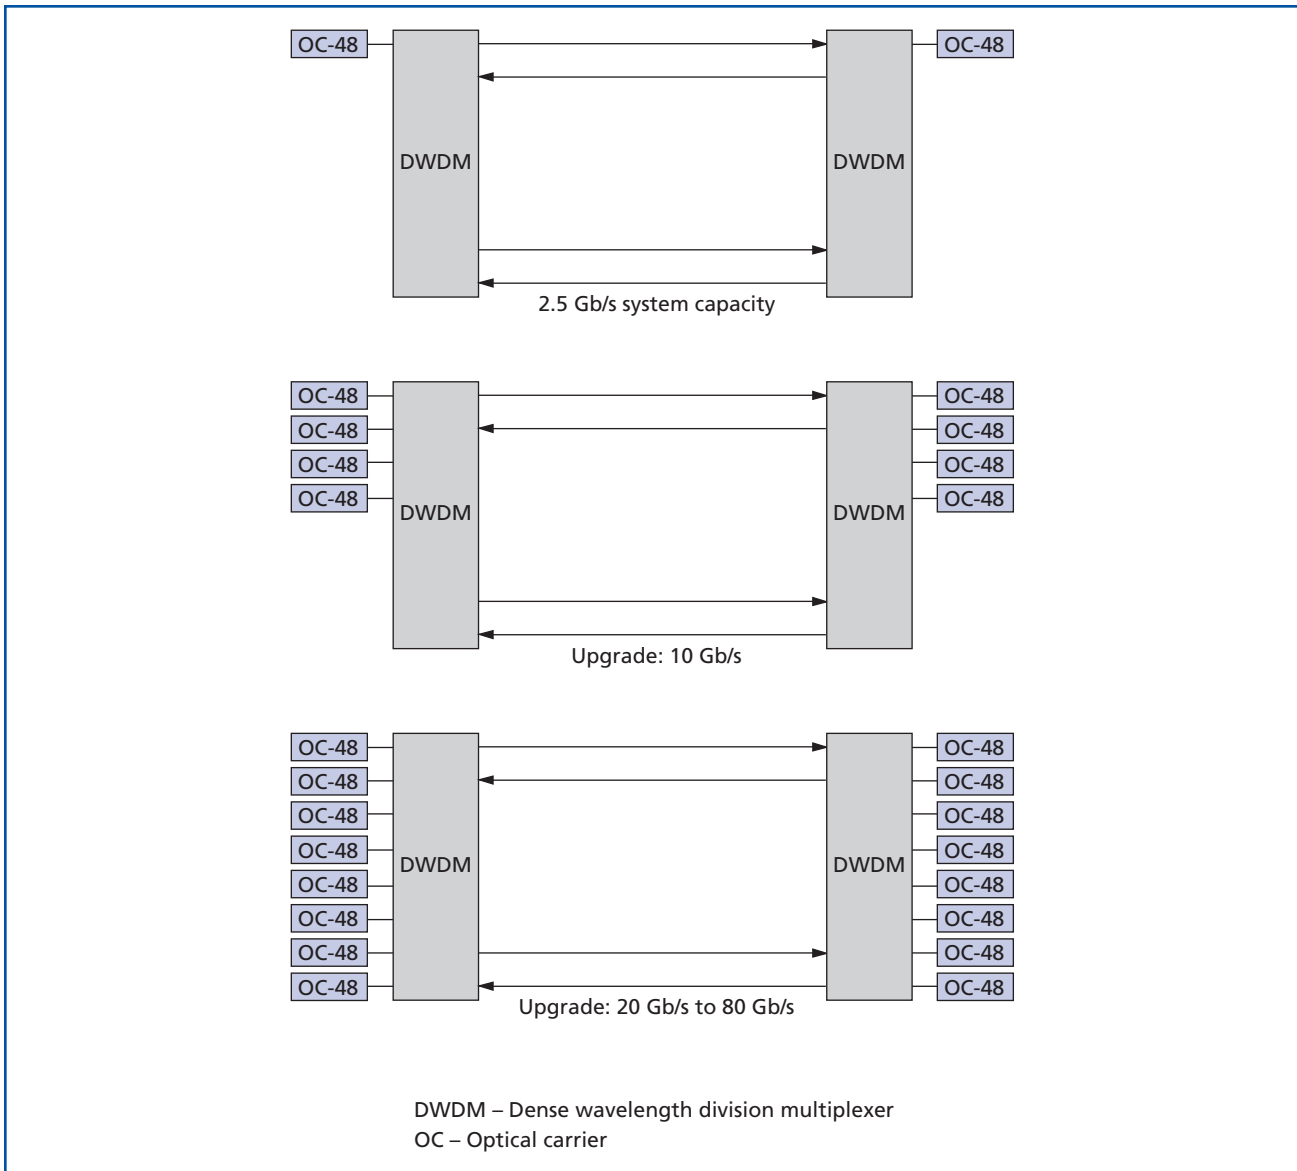 OC-48 OC-48
DWDM DWDM
2.5 Gb/s system capacity
OC-48 OC-48
OC-48 OC-48
OC-48 OC-48
OC-48 OC-48
DWDM DWDM
Upgrade: 10 Gb/s
OC-48 OC-48
OC-48 OC-48
OC-48 OC-48
OC-48 OC-48
DWDM DWDM
OC-48 OC-48
OC-48 OC-48
OC-48 OC-48
OC-48 OC-48
Upgrade: 20 Gb/s to 80 Gb/s
DWDM – Dense wavelength division multiplexer
OC – Optical carrier